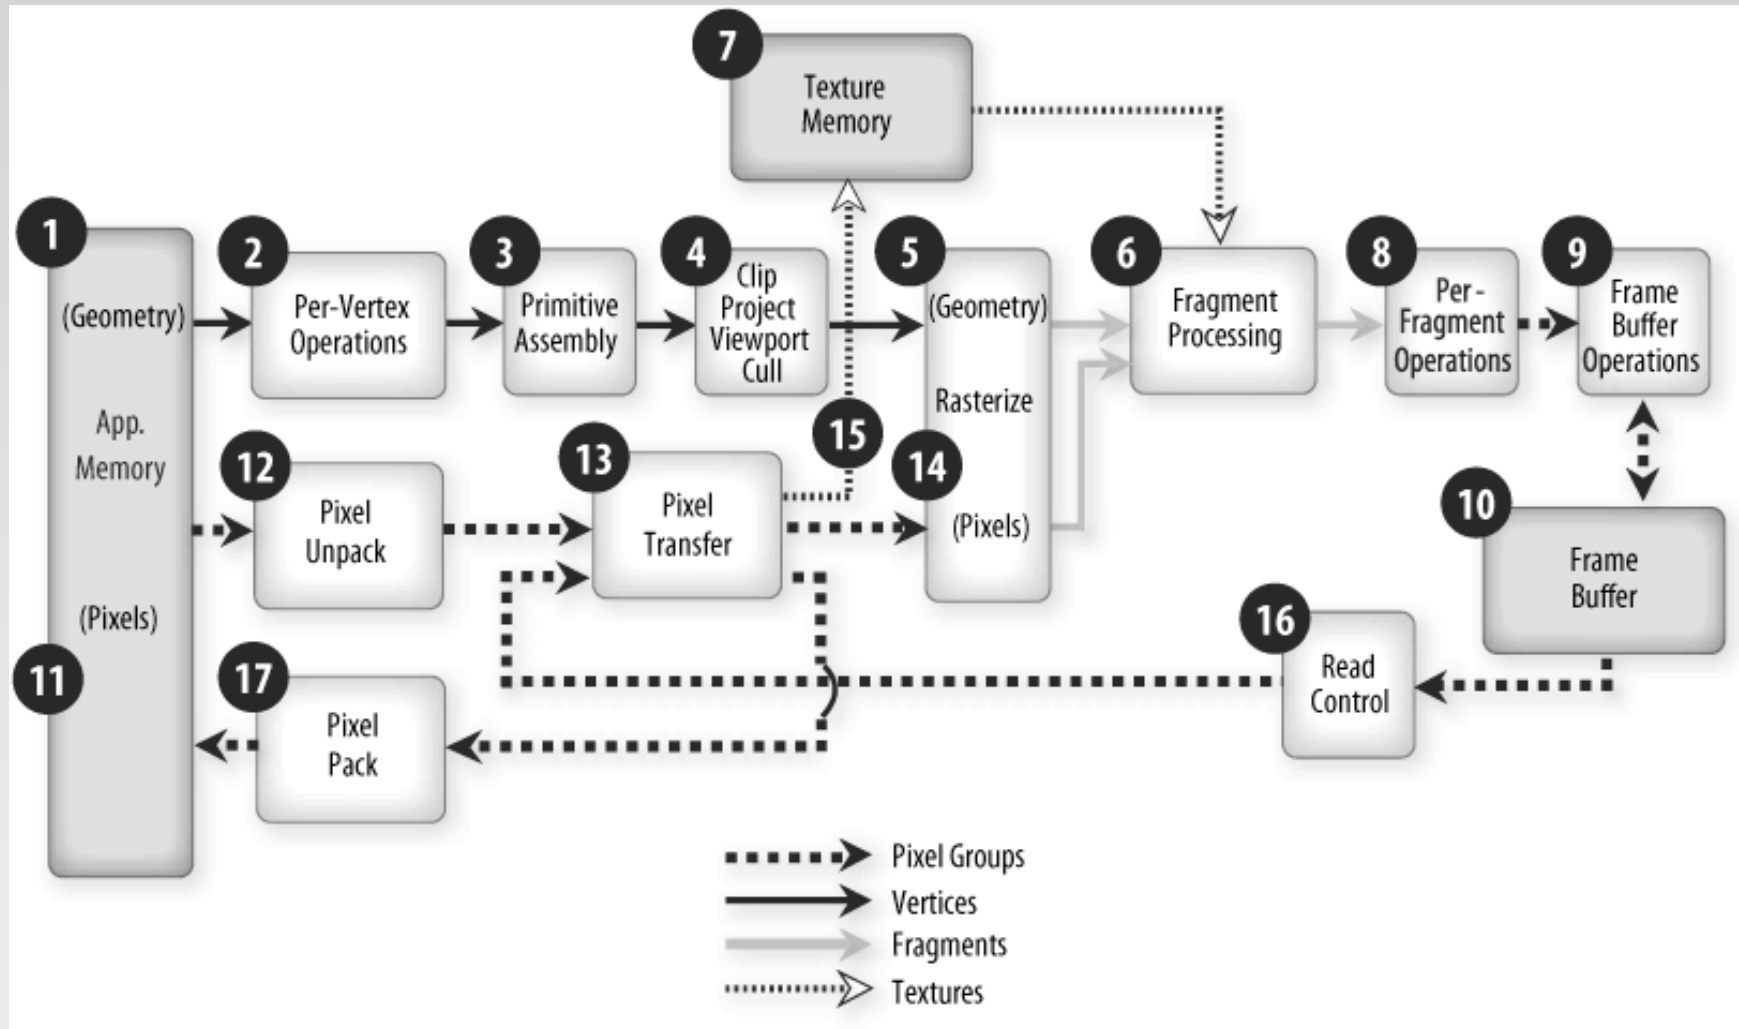 7
Texture
Memory
1
(Geometry)
App.
Memory
(Pixels)
11
2
Per-Vertex
Operations
3
Primitive
Assembly
4
Clip
Project
Viewport
Cull
5
(Geometry)
Rasterize
14
(Pixels)
6
Fragment
Processing
8
Per-
Fragment
Operations
9
Frame
Buffer
Operations
15
12
Pixel
Unpack
13
Pixel
Transfer
10
Frame
Buffer
16
Read
Control
17
Pixel
Pack
Pixel Groups
Vertices
Fragments
Textures